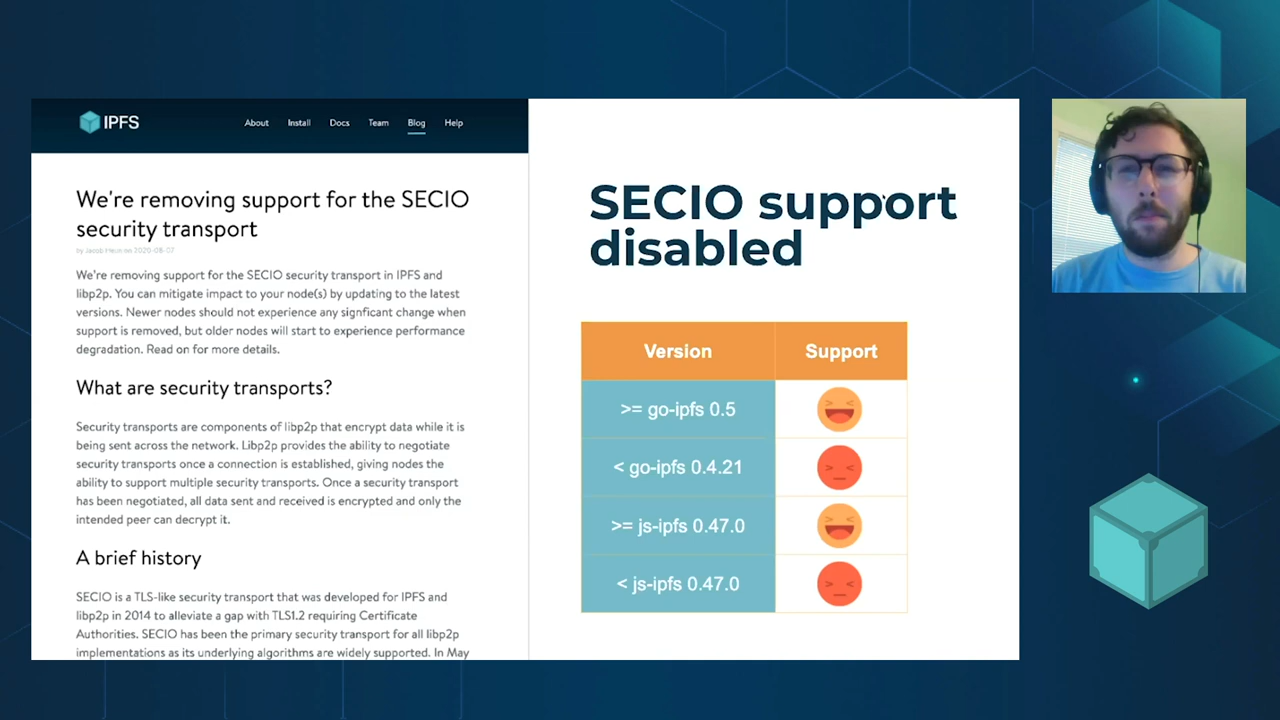 IPFS
About Install Docs Team Blog Help
We're removing support for the SECIO
security transport
by Jacob Heun on 2020-08-07
We're removing support for the SECIO security transport in IPFS and
libp2p. You can mitigate impact to your node(s) by updating to the latest
versions. Newer nodes should not experience any signficant change when
support is removed, but older nodes will start to experience performance
degradation. Read on for more details.
What are security transports?
Security transports are components of libp2p that encrypt data while it is
being sent across the network. Libp2p provides the ability to negotiate
security transports once a connection is established, giving nodes the
ability to support multiple security transports. Once a security transport
has been negotiated, all data sent and received is encrypted and only the
intended peer can decrypt it.
A brief history
SECIO is a TLS-like security transport that was developed for IPFS and
libp2p in 2014 to alleviate a gap with TLS1.2 requiring Certificate
Authorities. SECIO has been the primary security transport for all libp2p
implementations as its underlying algorithms are widely supported. In May
SECIO support
disabled
Version Support
>= go-ipfs 0.5
< go-ipfs 0.4.21
>= js-ipfs 0.47.0
< js-ipfs 0.47.0